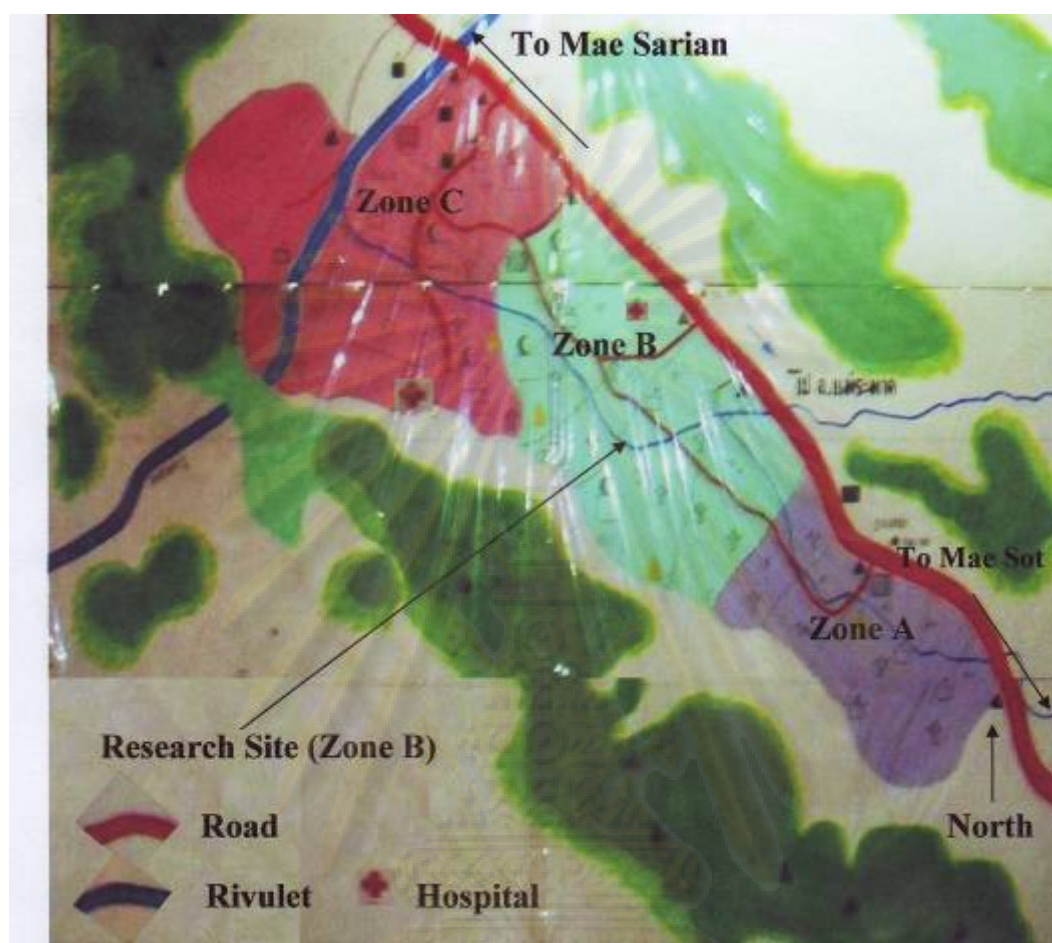 To Mae Sarian
Zone C
Zone B
To Mae Sot
Zone A
Research Site (Zone B)
Road
North
Rivulet
Hospital